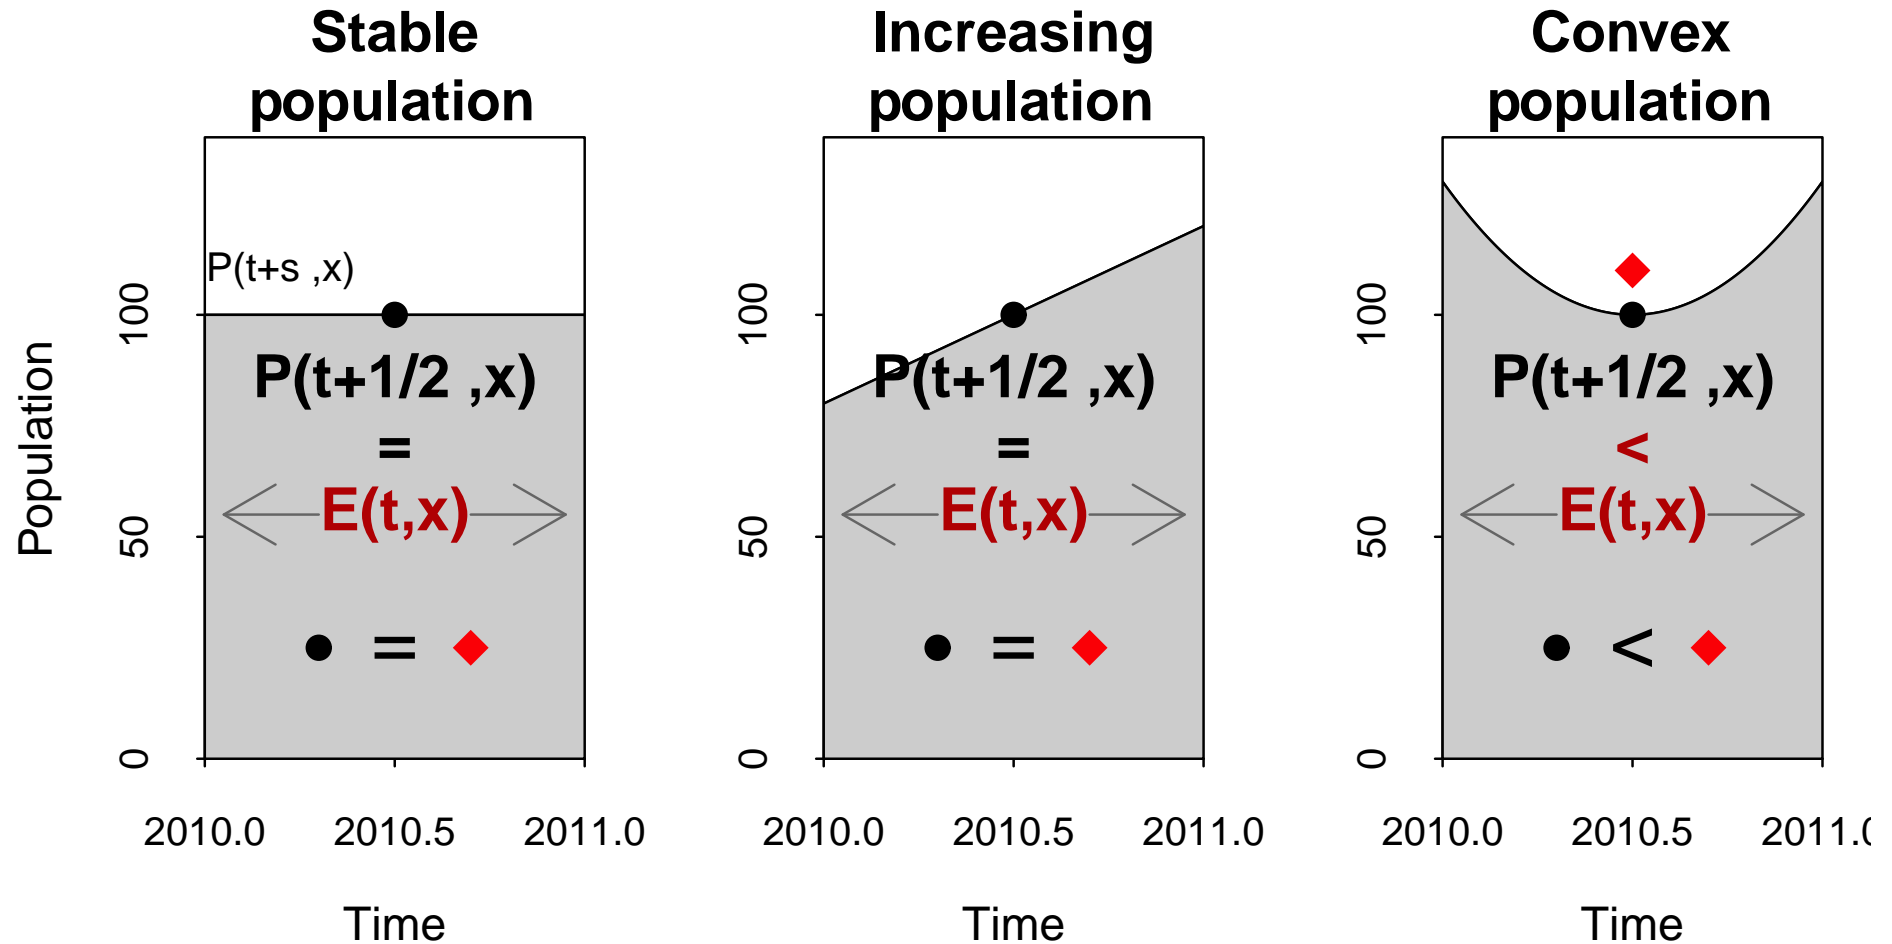 Stable
population
Increasing
population
Convex
population
Population
P(t+s ,x)
100
50
0
P(t+1/2 ,x)
=
E(t,x)
=
2010.0 2010.5 2011.0
Time
100
50
0
P(t+1/2 ,x)
=
E(t,x)
=
2010.0 2010.5 2011.0
Time
100
50
0
P(t+1/2 ,x)
<
E(t,x)
<
2010.0 2010.5 2011.0
Time